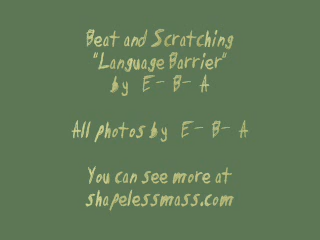 Beat and Scratching
"Language Barrier"
by E- B- A
All photos by E- B- A
You can see more at
shapelessmass.com